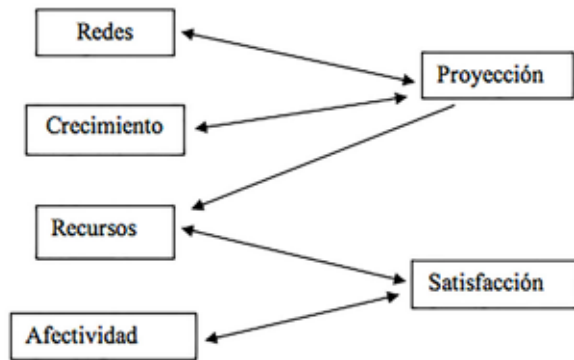 Redes
Proyección
Crecimiento
Recursos
Satisfacción
Afectividad